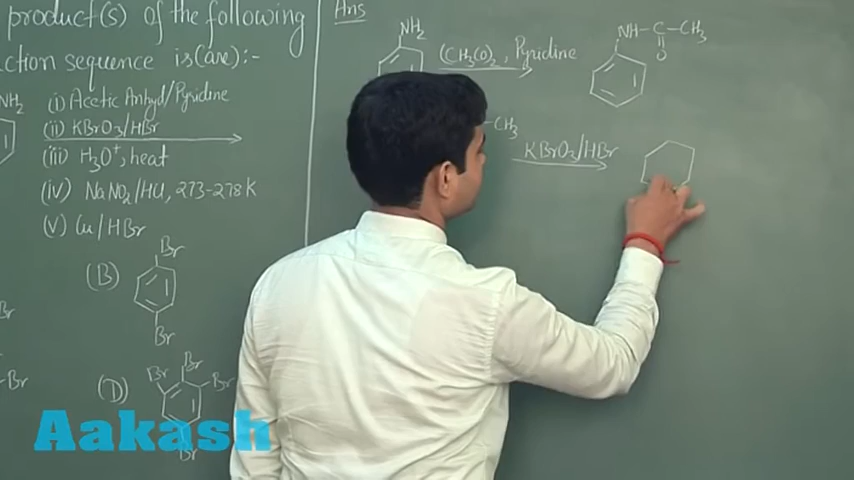 product(s) of the following
ction sequence is(are):-
NH2
(i) Acetic Anhyd/Pyridine
(ii) KBrO3/HBr
(iii) H3O+, heat
(iv) NaNO2/HCl, 273-278 K
(V) Cu/HBr
(B)
Br
Br
Br
Br
(D)
Br
Br
Br
Br
Ans
NH2
(CH3CO)2, Pyridine
NH-C-CH3
O
-CH3
KBrO3/HBr
Aakash